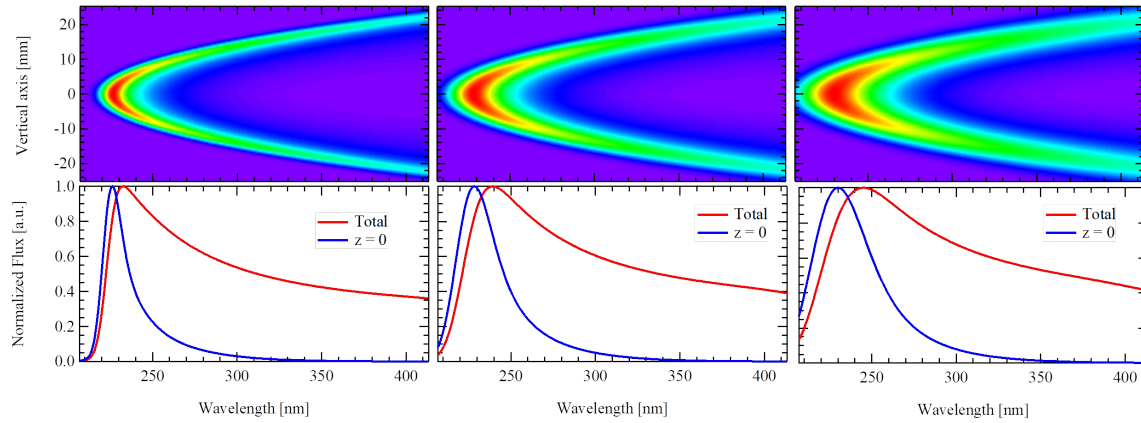 Vertical axis [mm]
20
10
0
-10
-20
Normalized Flux [a.u.]
1.0
0.8
0.6
0.4
0.2
0.0
Total
z = 0
Total
z = 0
Total
z = 0
250
300
350
400
250
300
350
400
250
300
350
400
Wavelength [nm]
Wavelength [nm]
Wavelength [nm]